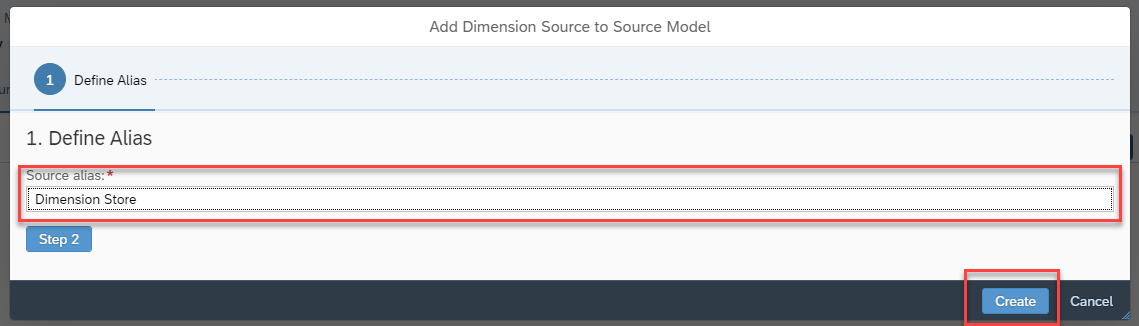 Add Dimension Source to Source Model
1 Define Alias
1. Define Alias
Source alias: *
Dimension Store
Step 2
Create Cancel